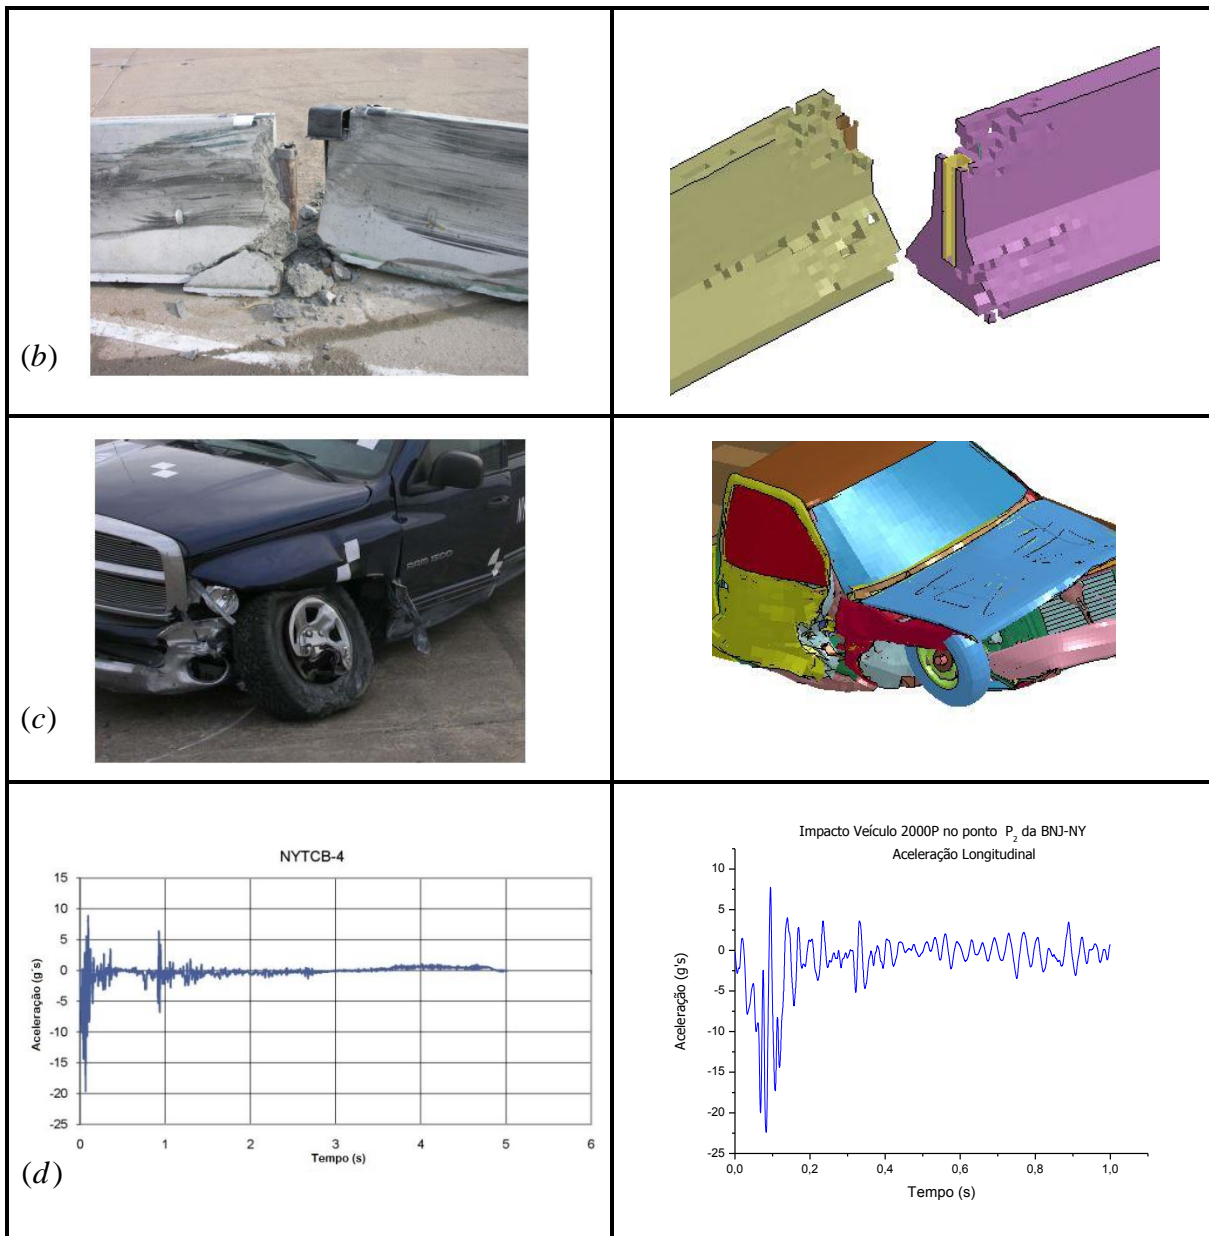 (b)
RAM 1500
(c)
NYTCB-4
15
10
5
0
-5
-10
-15
-20
-25
Aceleração (g's)
0 1 2 3 4 5 6
Tempo (s)
(d)
Impacto Veículo 2000P no ponto P2 da BNJ-NY
Aceleração Longitudinal
10
5
0
-5
-10
-15
-20
-25
Aceleração (g's)
0,0 0,2 0,4 0,6 0,8 1,0
Tempo (s)